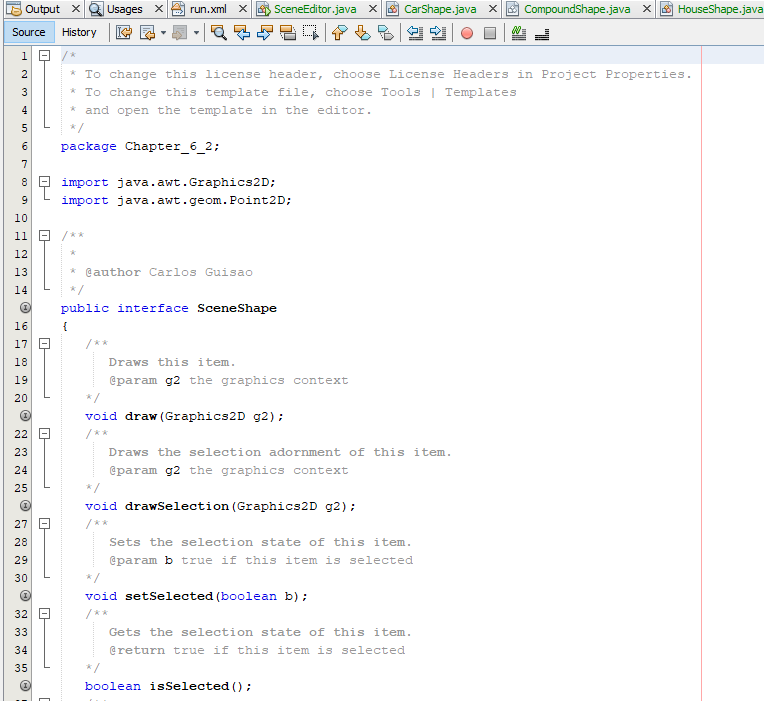 Output Usages run.xml SceneEditor.java CarShape.java CompoundShape.java HouseShape.java
Source History
1 /*
2 * To change this license header, choose License Headers in Project Properties.
3 * To change this template file, choose Tools | Templates
4 * and open the template in the editor.
5 */
6 package Chapter_6_2;
7
8 import java.awt.Graphics2D;
9 import java.awt.geom.Point2D;
10
11 /**
12 *
13 * @author Carlos Guisao
14 */
public interface SceneShape
16 {
17 /**
18 Draws this item.
19 @param g2 the graphics context
20 */
void draw(Graphics2D g2);
22 /**
23 Draws the selection adornment of this item.
24 @param g2 the graphics context
25 */
void drawSelection(Graphics2D g2);
27 /**
28 Sets the selection state of this item.
29 @param b true if this item is selected
30 */
void setSelected(boolean b);
32 /**
33 Gets the selection state of this item.
34 @return true if this item is selected
35 */
boolean isSelected();